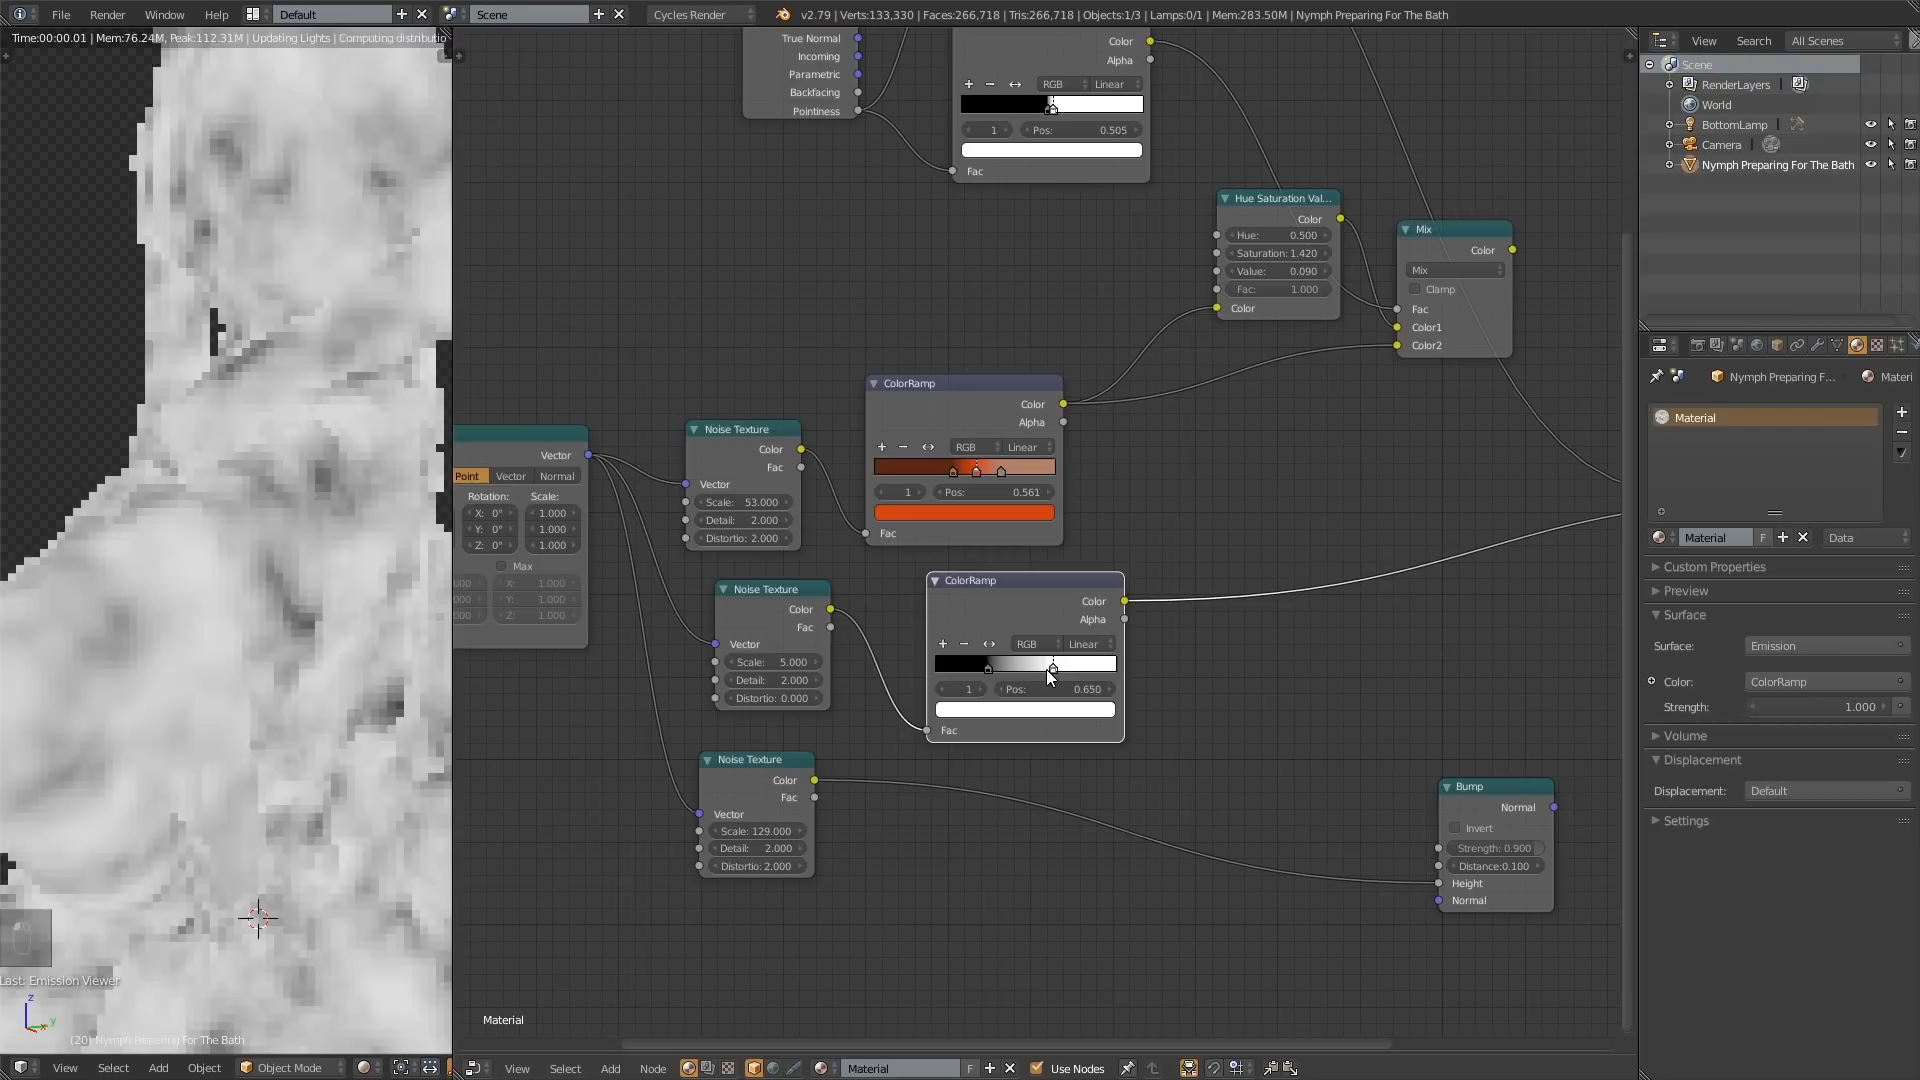 File Render Window Help Default Scene Cycles Render v2.79 | Verts:133,330 | Faces:266,718 | Tris:266,718 | Objects:1/3 | Lamps:0/1 | Mem:283.50M | Nymph Preparing For The Bath
Time:00:00.01 | Mem:76.24M, Peak:112.31M | Updating Lights | Computing distributio
True Normal
Incoming
Parametric
Backfacing
Pointiness
Color
Alpha
RGB Linear
1 Pos: 0.505
Fac
Hue Saturation Val...
Color
Hue: 0.500
Saturation: 1.420
Value: 0.090
Fac: 1.000
Color
Mix
Color
Mix
Clamp
Fac
Color1
Color2
ColorRamp
Color
Alpha
RGB Linear
1 Pos: 0.561
Fac
Vector
Point Vector Normal
Rotation: Scale:
X: 0° 1.000
Y: 0° 1.000
Z: 0° 1.000
Max
000 X: 1.000
000 Y: 1.000
000 Z: 1.000
Noise Texture
Color
Fac
Vector
Scale: 53.000
Detail: 2.000
Distortio: 2.000
Noise Texture
Color
Fac
Vector
Scale: 5.000
Detail: 2.000
Distortio: 0.000
ColorRamp
Color
Alpha
RGB Linear
1 Pos: 0.650
Fac
Noise Texture
Color
Fac
Vector
Scale: 129.000
Detail: 2.000
Distortio: 2.000
Bump
Normal
Invert
Strength: 0.900
Distance:0.100
Height
Normal
Material
Last: Emission Viewer
z
y
(20) Nymph Preparing For The Bath
View Select Add Object Object Mode
View Select Add Node Material F Use Nodes
View Search All Scenes
Scene
RenderLayers
World
BottomLamp
Camera
Nymph Preparing For The Bath
Nymph Preparing F... Materi
Material
Material F Data
Custom Properties
Preview
Surface
Surface: Emission
Color: ColorRamp
Strength: 1.000
Volume
Displacement
Displacement: Default
Settings